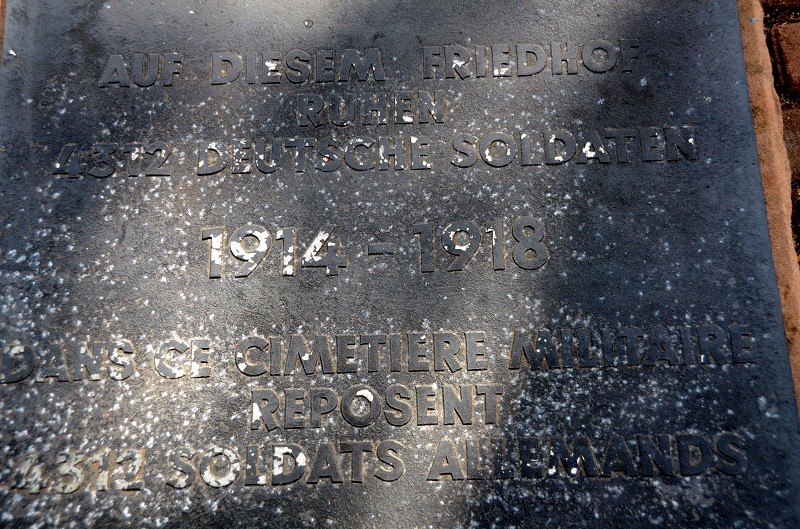 AUF DIESEM FRIEDHOF
RUHEN
4312 DEUTSCHE SOLDATEN
1914 - 1918
DANS CE CIMETIERE MILITAIRE
REPOSENT
4312 SOLDATS ALLEMANDS